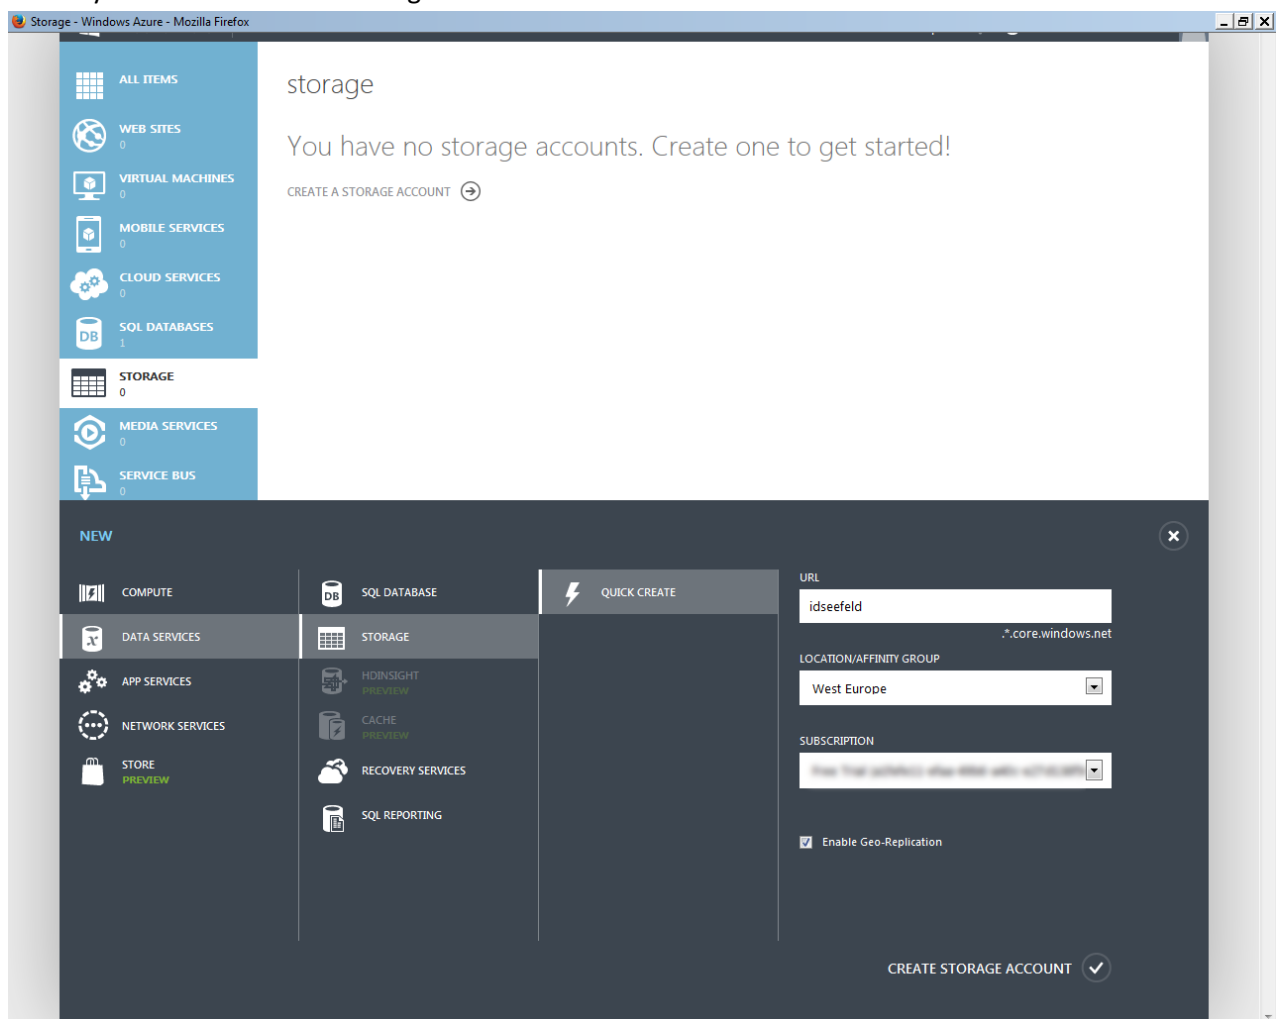 Storage - Windows Azure - Mozilla Firefox
ALL ITEMS
WEB SITES
0
VIRTUAL MACHINES
0
MOBILE SERVICES
0
CLOUD SERVICES
0
SQL DATABASES
1
STORAGE
0
MEDIA SERVICES
0
SERVICE BUS
0
storage
You have no storage accounts. Create one to get started!
CREATE A STORAGE ACCOUNT
NEW
COMPUTE
DATA SERVICES
APP SERVICES
NETWORK SERVICES
STORE
PREVIEW
SQL DATABASE
STORAGE
HDINSIGHT
PREVIEW
CACHE
PREVIEW
RECOVERY SERVICES
SQL REPORTING
QUICK CREATE
URL
idseefeld
.*.core.windows.net
LOCATION/AFFINITY GROUP
West Europe
SUBSCRIPTION
Free Trial
Enable Geo-Replication
CREATE STORAGE ACCOUNT